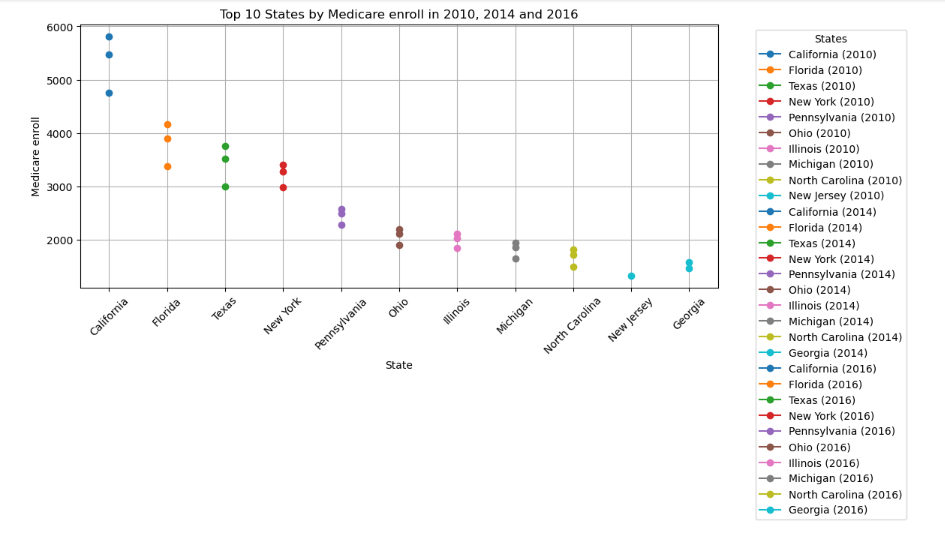 Top 10 States by Medicare enroll in 2010, 2014 and 2016
6000
5000
4000
3000
2000
Medicare enroll
California
Florida
Texas
New York
Pennsylvania
Ohio
Illinois
Michigan
North Carolina
New Jersey
Georgia
State
States
California (2010)
Florida (2010)
Texas (2010)
New York (2010)
Pennsylvania (2010)
Ohio (2010)
Illinois (2010)
Michigan (2010)
North Carolina (2010)
New Jersey (2010)
California (2014)
Florida (2014)
Texas (2014)
New York (2014)
Pennsylvania (2014)
Ohio (2014)
Illinois (2014)
Michigan (2014)
North Carolina (2014)
Georgia (2014)
California (2016)
Florida (2016)
Texas (2016)
New York (2016)
Pennsylvania (2016)
Ohio (2016)
Illinois (2016)
Michigan (2016)
North Carolina (2016)
Georgia (2016)